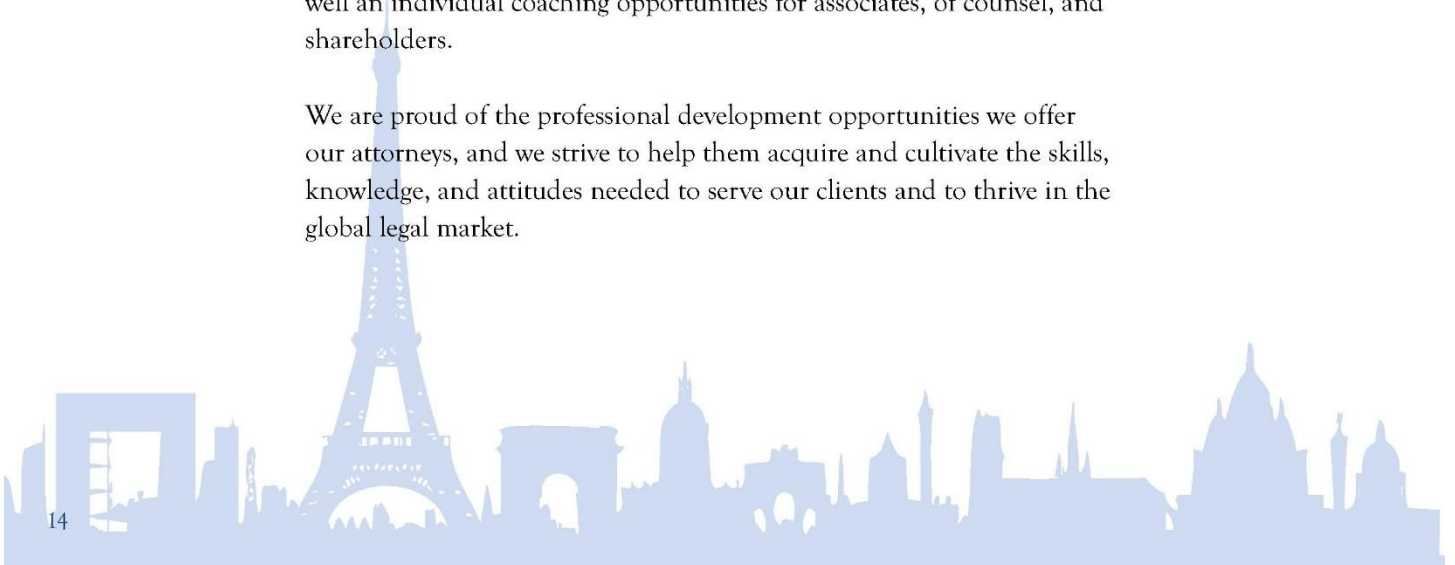 well an individual coaching opportunities for associates, of counsel, and
shareholders.
We are proud of the professional development opportunities we offer
our attorneys, and we strive to help them acquire and cultivate the skills,
knowledge, and attitudes needed to serve our clients and to thrive in the
global legal market.
14